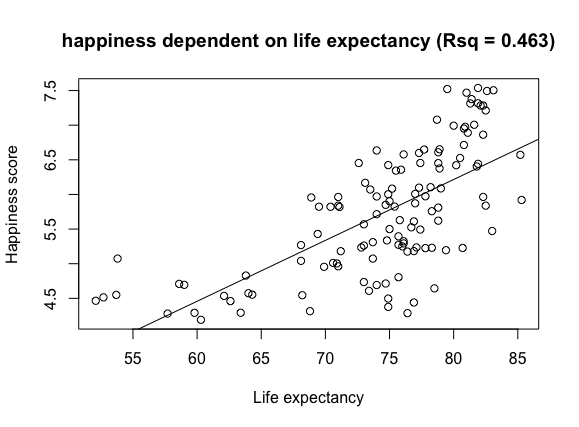 happiness dependent on life expectancy (Rsq = 0.463)
Happiness score
7.5
6.5
5.5
4.5
55 60 65 70 75 80 85
Life expectancy